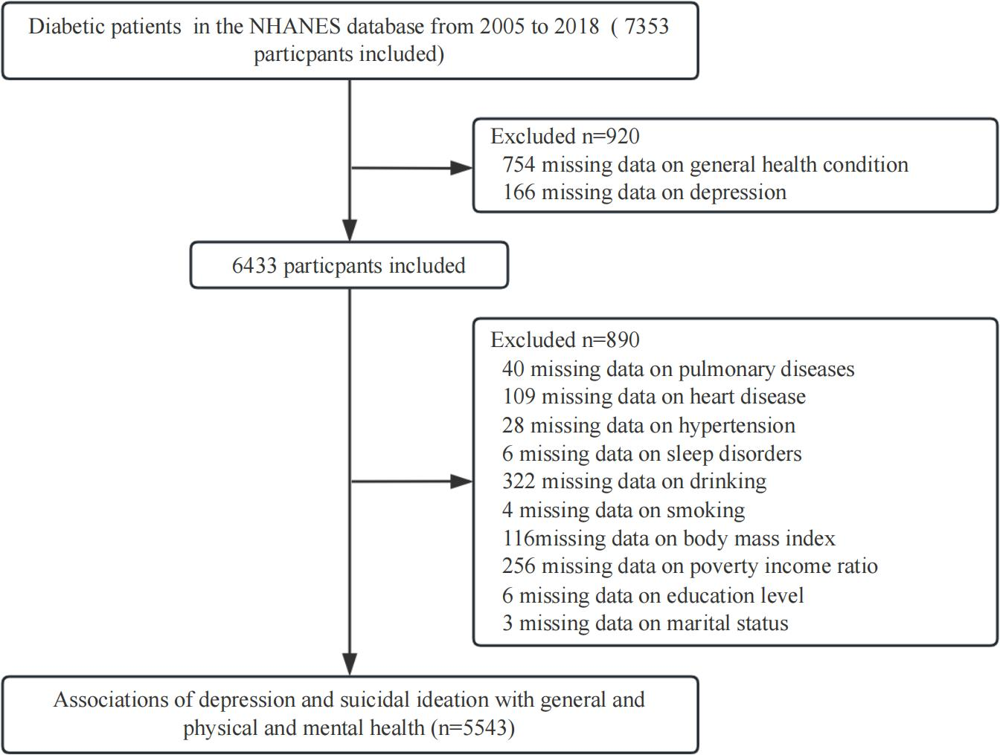 Diabetic patients in the NHANES database from 2005 to 2018 ( 7353
particpants included)
Excluded n=920
754 missing data on general health condition
166 missing data on depression
6433 particpants included
Excluded n=890
40 missing data on pulmonary diseases
109 missing data on heart disease
28 missing data on hypertension
6 missing data on sleep disorders
322 missing data on drinking
4 missing data on smoking
116missing data on body mass index
256 missing data on poverty income ratio
6 missing data on education level
3 missing data on marital status
Associations of depression and suicidal ideation with general and
physical and mental health (n=5543)